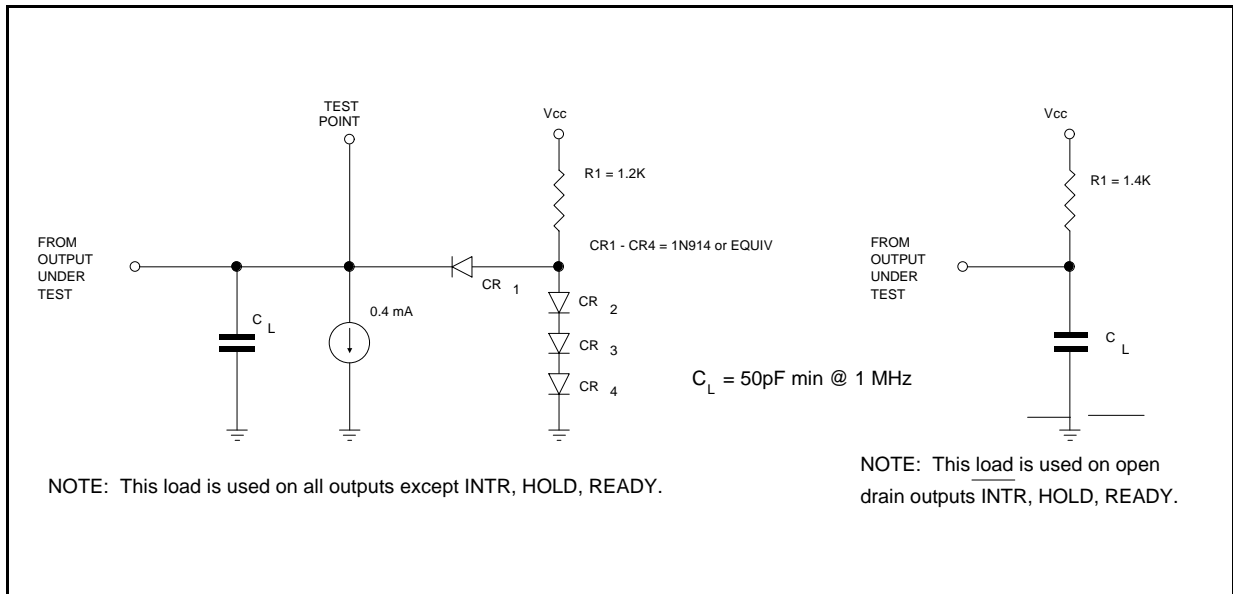 TEST
POINT
Vcc
R1 = 1.2K
CR1 - CR4 = 1N914 or EQUIV
FROM
OUTPUT
UNDER
TEST
CR 1
C L
0.4 mA
CR 2
CR 3
CR 4
C L = 50pF min @ 1 MHz
NOTE: This load is used on all outputs except INTR, HOLD, READY.
Vcc
R1 = 1.4K
FROM
OUTPUT
UNDER
TEST
C L
NOTE: This load is used on open
drain outputs INTR, HOLD, READY.